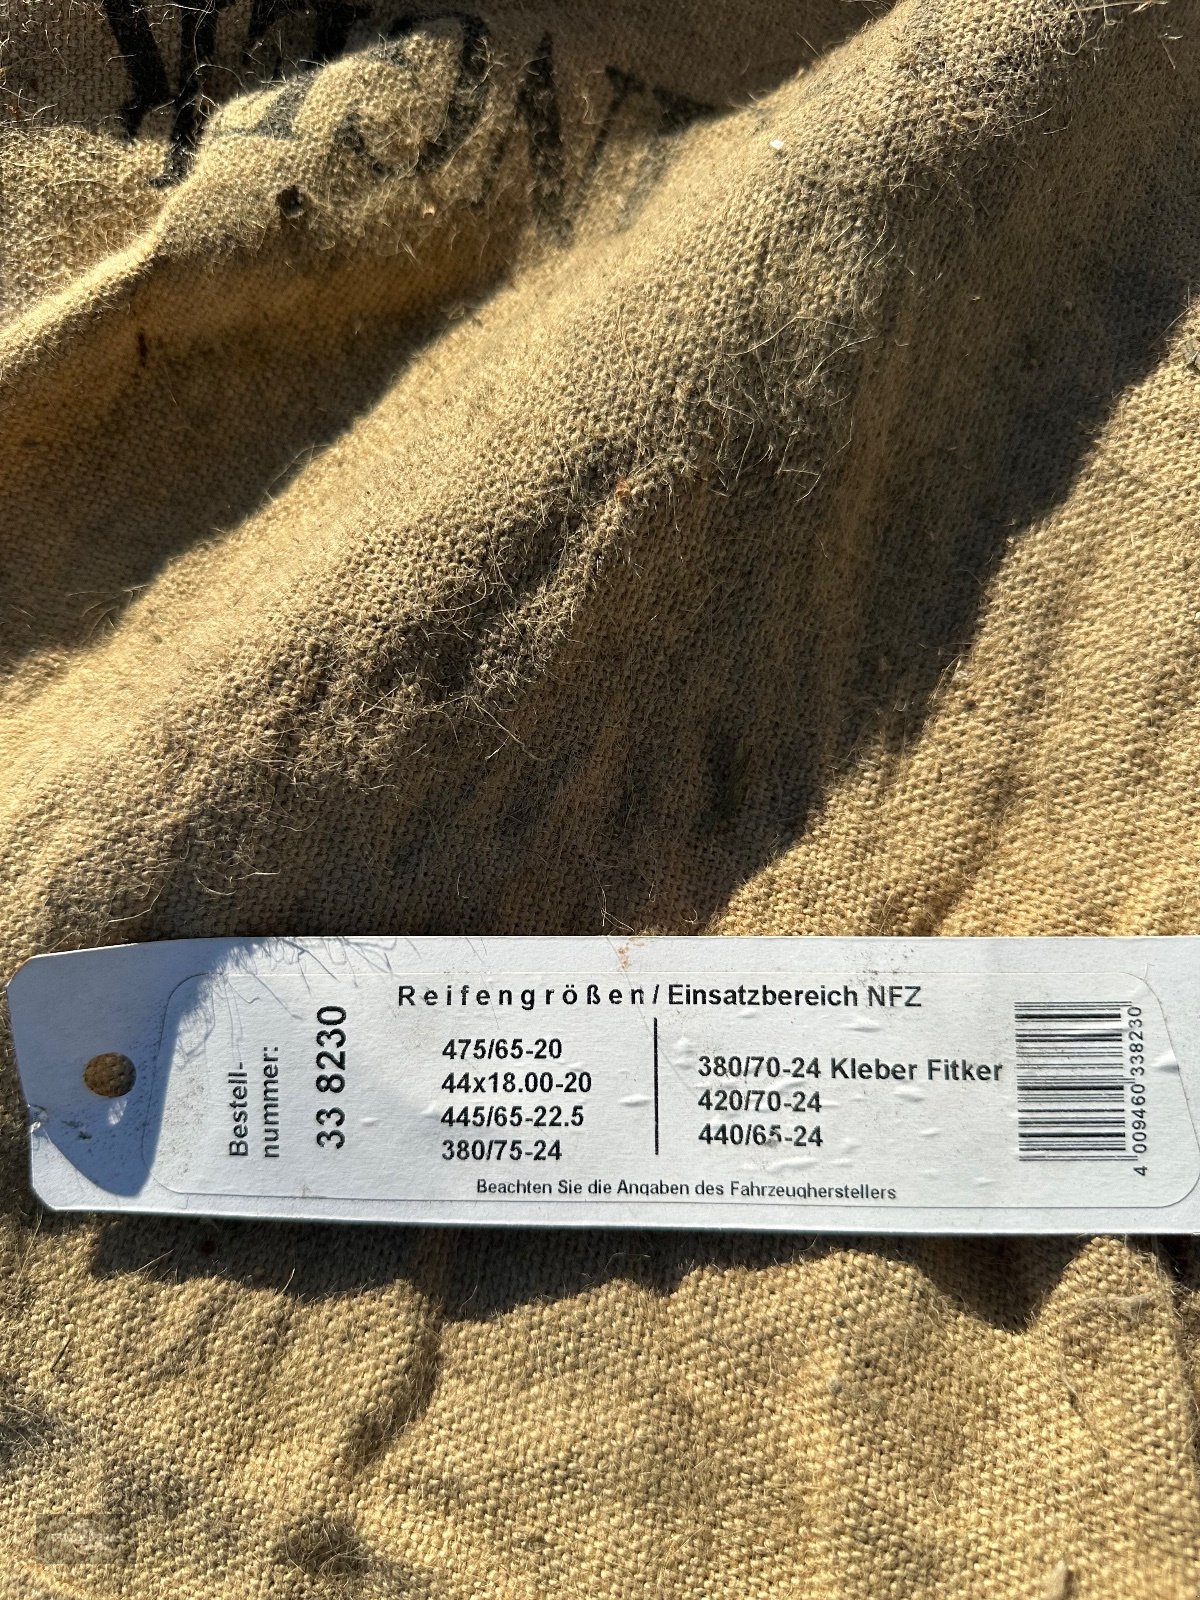 Bestell-
nummer:
33 8230
Reifengrößen/Einsatzbereich NFZ
475/65-20
44x18.00-20
445/65-22.5
380/75-24
380/70-24 Kleber Fitker
420/70-24
440/65-24
Beachten Sie die Angaben des Fahrzeugherstellers
4 009460 338230